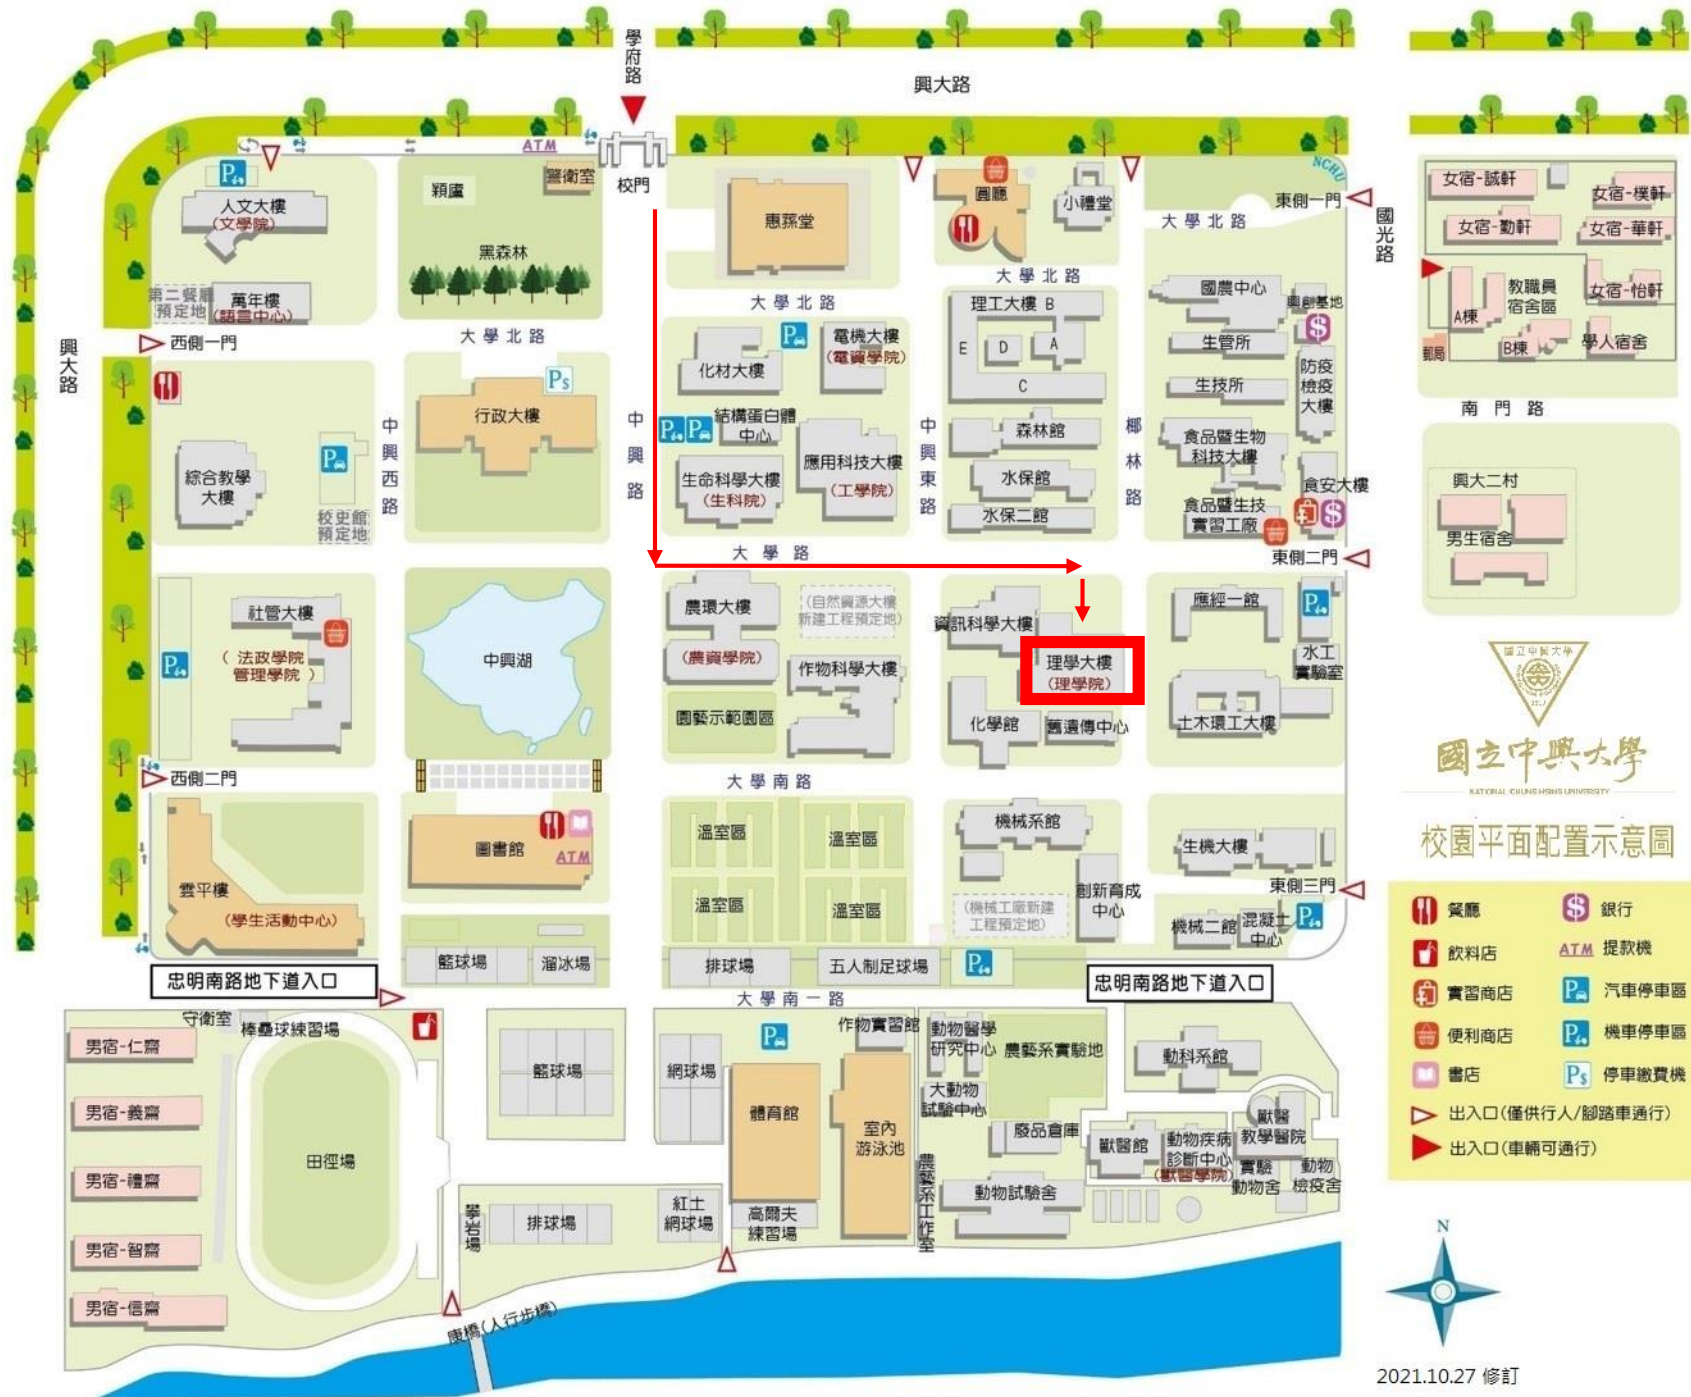 學府路
興大路
ATM
校門
警衛室
穎廬
黑森林
人文大樓
(文學院)
第二餐廳
預定地
萬年樓
(語言中心)
西側一門
興大路
大學北路
惠蓀堂
圓廳
小禮堂
大學北路
大學北路
大學北路
NCHU
東側一門
國光路
女宿-誠軒
女宿-樸軒
女宿-勤軒
女宿-華軒
女宿-怡軒
教職員
宿舍區
A棟
B棟
學人宿舍
郵局
南門路
興大二村
男生宿舍
綜合教學
大樓
校史館
預定地
中興西路
行政大樓
中興路
化材大樓
電機大樓
(電資學院)
結構蛋白體
中心
生命科學大樓
(生科院)
應用科技大樓
(工學院)
中興東路
理工大樓 B
E
D
A
C
森林館
水保館
水保二館
椰林路
國農中心
興創基地
生管所
生技所
防疫
檢疫
大樓
食品暨生物
科技大樓
食安大樓
食品暨生技
實習工廠
大學路
東側二門
社管大樓
(法政學院
管理學院)
中興湖
農環大樓
(農資學院)
(自然資源大樓
新建工程預定地)
作物科學大樓
園藝示範園區
資訊科學大樓
理學大樓
(理學院)
化學館
舊遺傳中心
應經一館
水工
實驗室
土木環工大樓
西側二門
大學南路
雲平樓
(學生活動中心)
圖書館
ATM
溫室區
溫室區
溫室區
溫室區
機械系館
(機械工廠新建
工程預定地)
創新育成
中心
生機大樓
東側三門
機械二館
混凝土
中心
籃球場
溜冰場
排球場
五人制足球場
忠明南路地下道入口
忠明南路地下道入口
大學南一路
守衛室
棒壘球練習場
男宿-仁齋
男宿-義齋
男宿-禮齋
男宿-智齋
男宿-信齋
田徑場
籃球場
攀岩場
排球場
網球場
紅土
網球場
體育館
高爾夫
練習場
作物實習館
室內
游泳池
農藝系工作室
動物醫學
研究中心
農藝系實驗地
大動物
試驗中心
廢品倉庫
動物試驗舍
動科系館
獸醫館
動物疾病
診斷中心
(獸醫學院)
獸醫
教學醫院
實驗
動物舍
動物
檢疫舍
康橋(人行步橋)
國立中興大學
國立中興大學
NATIONAL CHUNG HSING UNIVERSITY
校園平面配置示意圖
餐廳
銀行
飲料店
ATM 提款機
實習商店
汽車停車區
便利商店
機車停車區
書店
停車繳費機
出入口(僅供行人/腳踏車通行)
出入口(車輛可通行)
N
2021.10.27 修訂